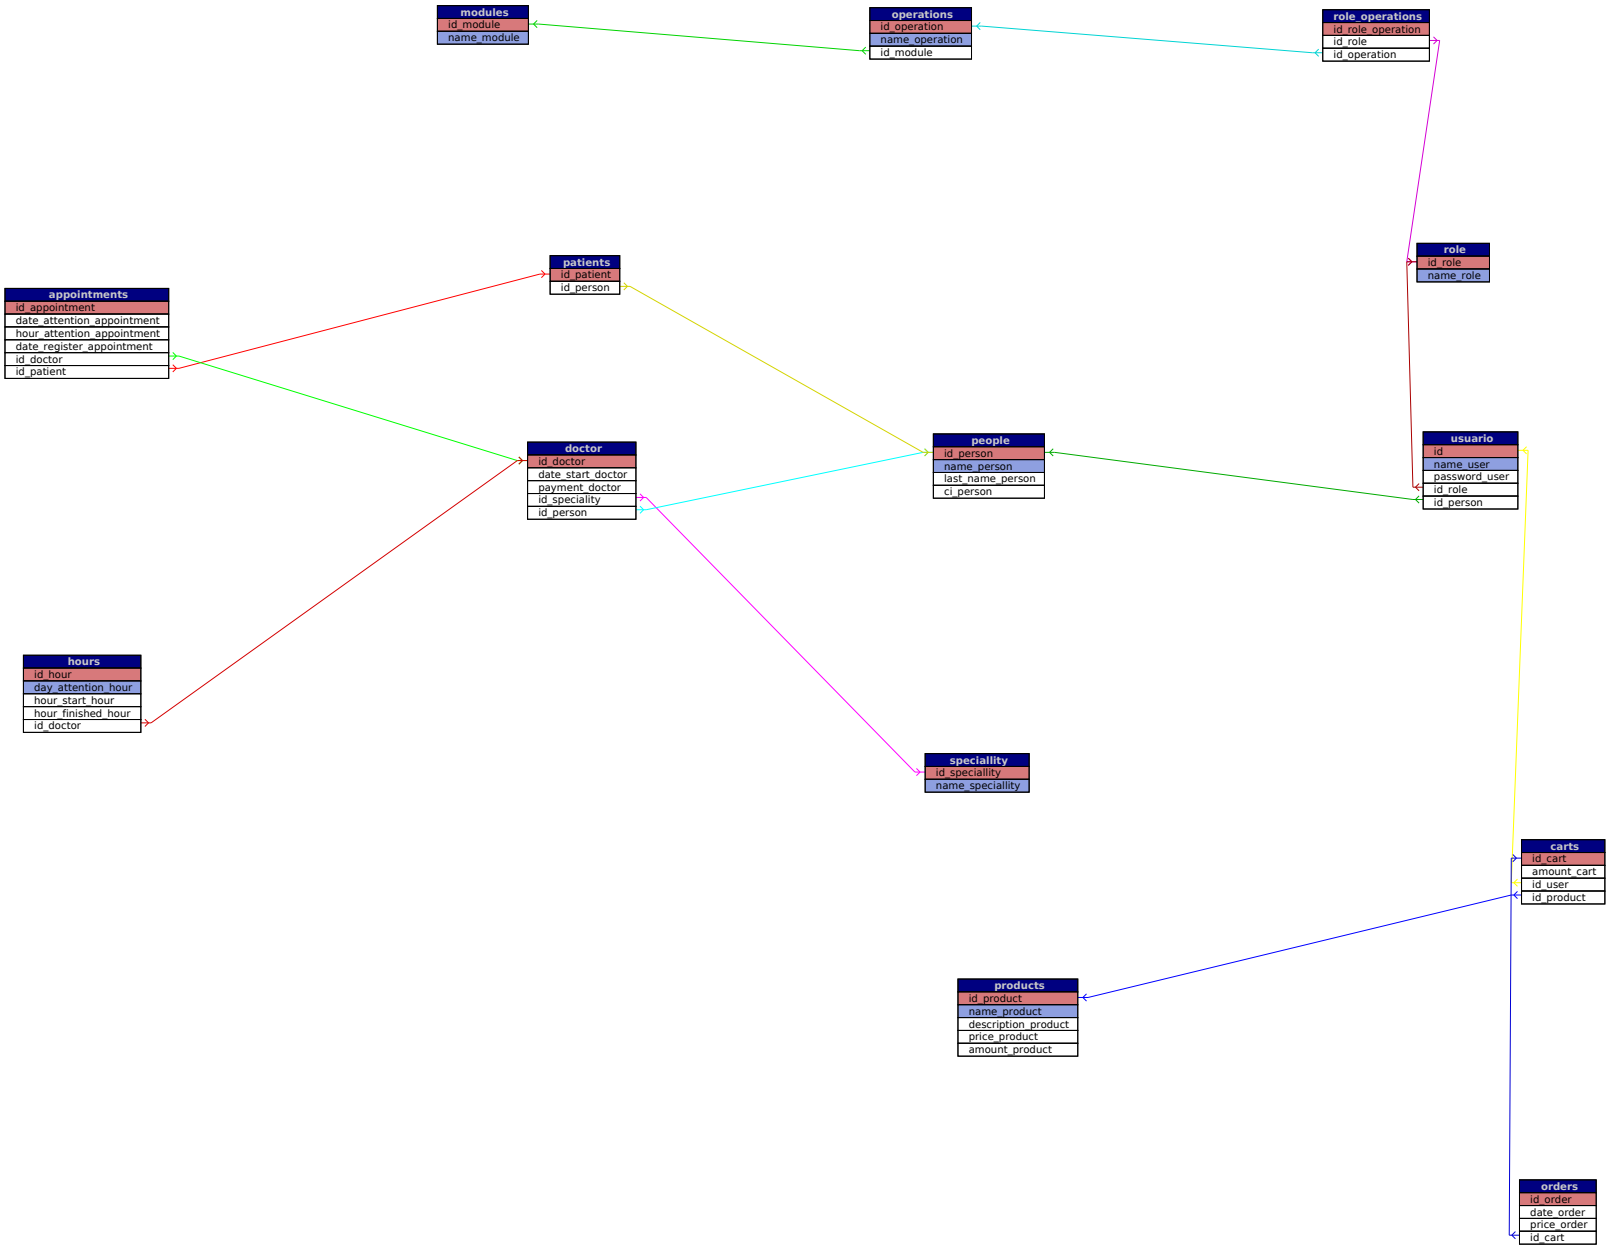 modules
id_module
name_module
operations
id_operation
name_operation
id_module
role_operations
id_role_operation
id_role
id_operation
role
id_role
name_role
patients
id_patient
id_person
appointments
id_appointment
date_attention_appointment
hour_attention_appointment
date_register_appointment
id_doctor
id_patient
doctor
id_doctor
date_start_doctor
payment_doctor
id_speciality
id_person
people
id_person
name_person
last_name_person
ci_person
usuario
id
name_user
password_user
id_role
id_person
hours
id_hour
day_attention_hour
hour_start_hour
hour_finished_hour
id_doctor
speciallity
id_speciallity
name_speciallity
carts
id_cart
amount_cart
id_user
id_product
products
id_product
name_product
description_product
price_product
amount_product
orders
id_order
date_order
price_order
id_cart